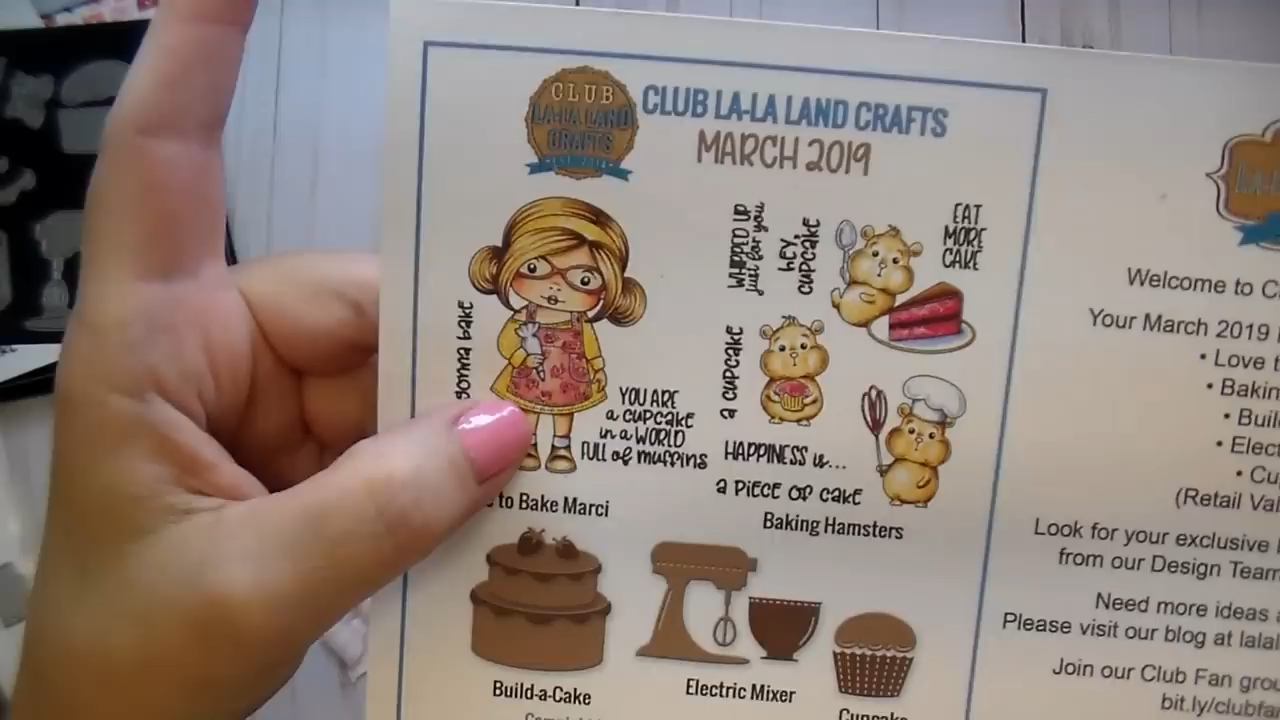 CLUB
LA-LA LAND
CRAFTS
CLUB LA-LA LAND CRAFTS
MARCH 2019
gonna bake
YOU ARE
a CUPCAKE
in a WORLD
FULL of MUFFINS
WHIPPED UP
just for you
hey,
CUPCAKE
EAT
MORE
CAKE
a CUPCAKE
HAPPINESS is...
a PIECE OF CAKE
to Bake Marci
Baking Hamsters
Build-a-Cake
Electric Mixer
Cupcake
Welcome to
Your March 2019
• Love
• Bakin
• Buil
• Elect
• Cu
(Retail Val
Look for your exclusive
from our Design Team
Need more ideas
Please visit our blog at lalal
Join our Club Fan grou
bit.ly/clubfa